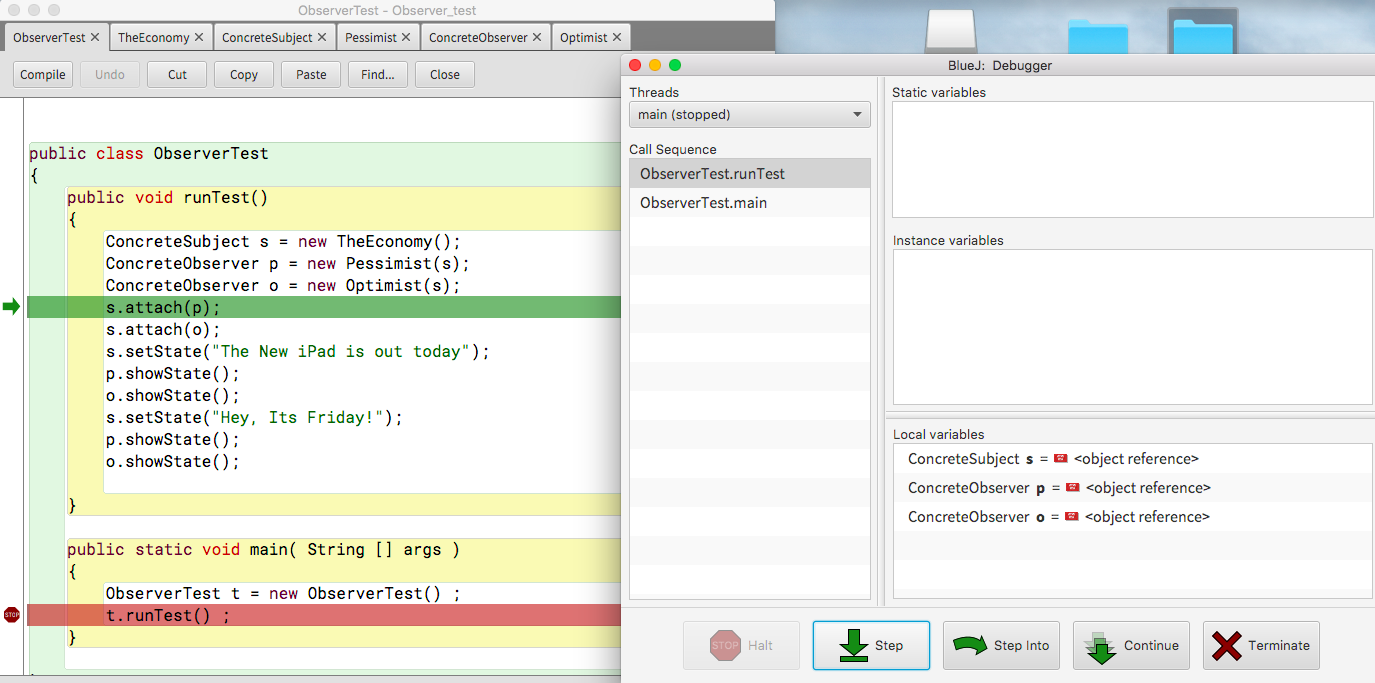 ObserverTest - Observer_test
ObserverTest TheEconomy ConcreteSubject Pessimist ConcreteObserver Optimist
Compile Undo Cut Copy Paste Find... Close
public class ObserverTest
{
public void runTest()
{
ConcreteSubject s = new TheEconomy();
ConcreteObserver p = new Pessimist(s);
ConcreteObserver o = new Optimist(s);
s.attach(p);
s.attach(o);
s.setState("The New iPad is out today");
p.showState();
o.showState();
s.setState("Hey, Its Friday!");
p.showState();
o.showState();
}
public static void main( String [] args )
{
ObserverTest t = new ObserverTest() ;
STOP t.runTest() ;
}
BlueJ: Debugger
Threads
main (stopped)
Call Sequence
ObserverTest.runTest
ObserverTest.main
Static variables
Instance variables
Local variables
ConcreteSubject s = <object reference>
ConcreteObserver p = <object reference>
ConcreteObserver o = <object reference>
STOP Halt Step Step Into Continue Terminate